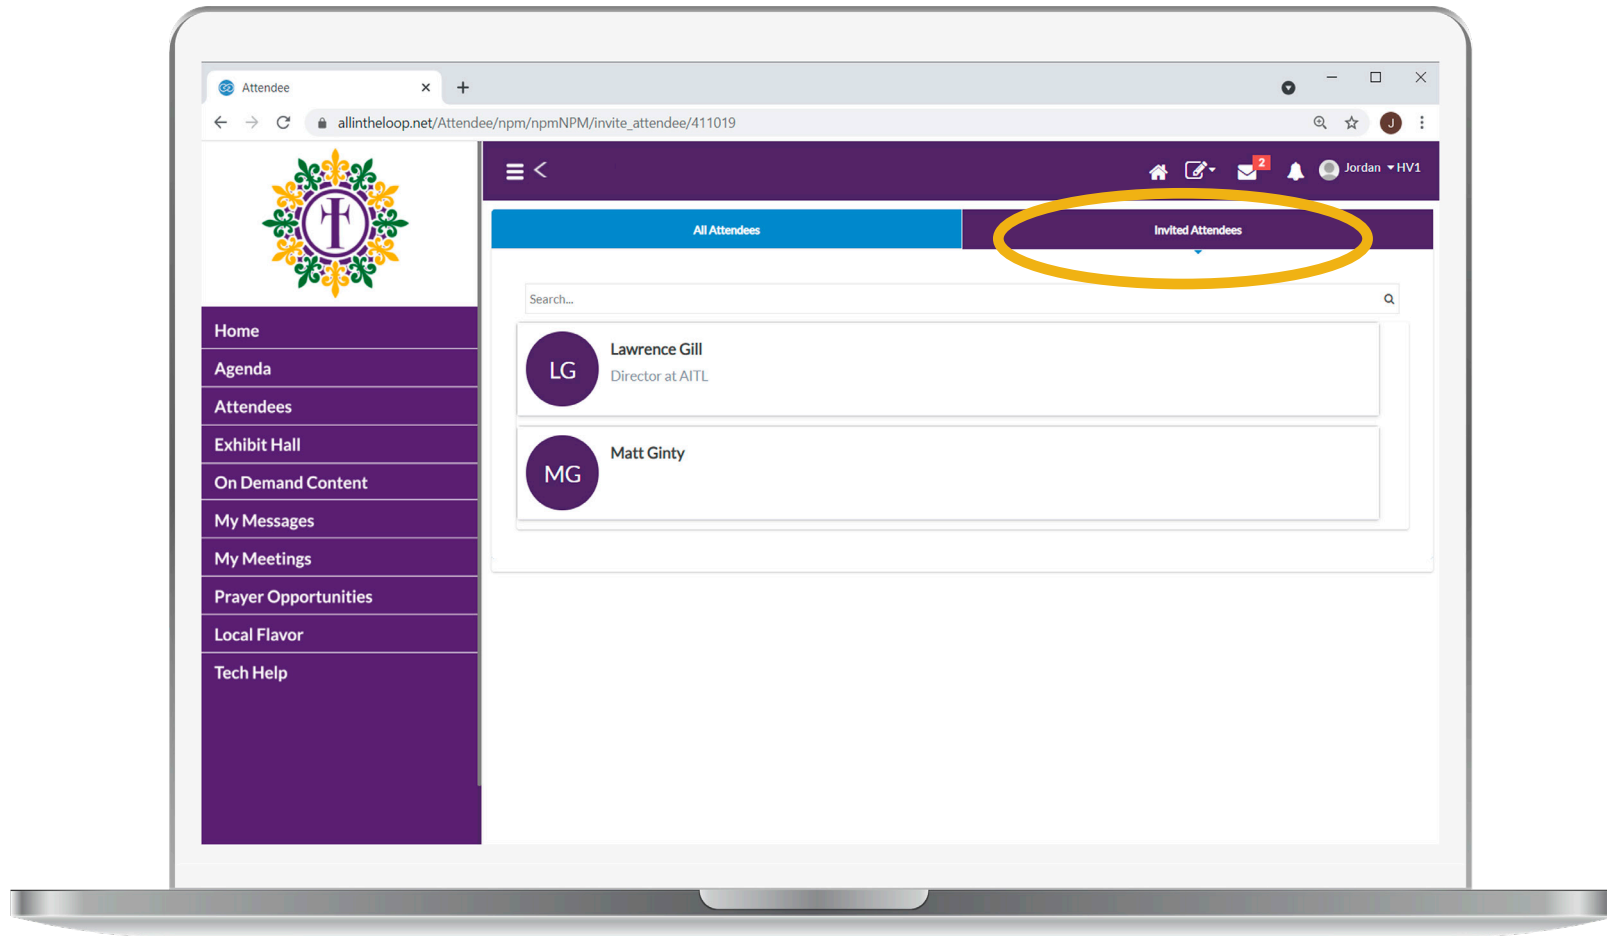 Attendee
allintheloop.net/Attendee/npm/npmNPM/invite_attendee/411019
J
T
2
Jordan
HV1
All Attendees
Invited Attendees
Search...
Home
Agenda
Attendees
Exhibit Hall
On Demand Content
My Messages
My Meetings
Prayer Opportunities
Local Flavor
Tech Help
LG
Lawrence Gill
Director at AITL
MG
Matt Ginty